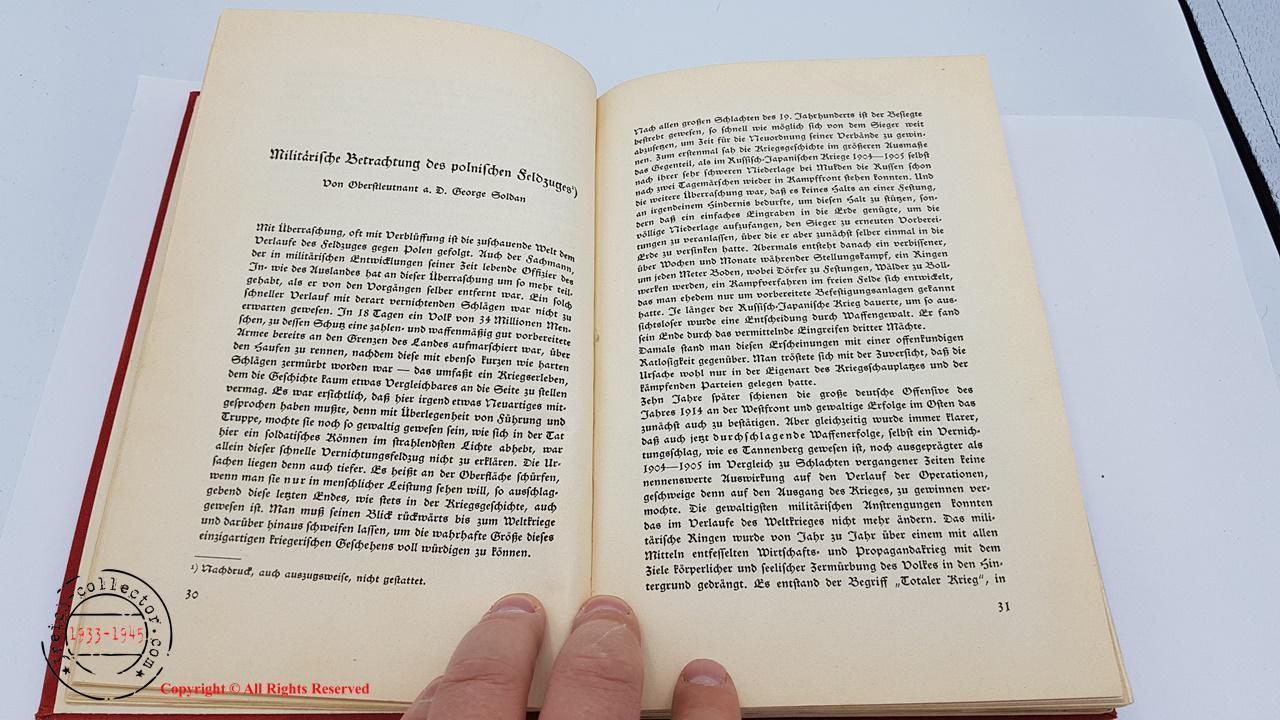 Militärische Betrachtung des polnischen Feldzuges¹)
Von Oberstleutnant a. D. George Soldan
Mit Überraschung, oft mit Verblüffung ist die zuschauende Welt dem
Verlaufe des Feldzuges gegen Polen gefolgt. Auch der Fachmann,
der in militärischen Entwicklungen seiner Zeit lebende Offizier des
In- wie des Auslandes hat an dieser Überraschung um so mehr teil-
gehabt, als er von den Vorgängen selber entfernt war. Ein solch
schneller Verlauf mit derart vernichtenden Schlägen war nicht zu
erwarten gewesen. In 18 Tagen ein Volk von 34 Millionen Men-
schen, zu dessen Schutz eine zahlen- und waffenmäßig gut vorbereitete
Armee bereits an den Grenzen des Landes aufmarschiert war, über
den Haufen zu rennen, nachdem diese mit ebenso kurzen wie harten
Schlägen zermürbt worden war — das umfaßt ein Kriegserleben,
dem die Geschichte kaum etwas Vergleichbares an die Seite zu stellen
vermag. Es war ersichtlich, daß hier irgend etwas Neuartiges mit-
gesprochen haben mußte, denn mit Überlegenheit von Führung und
Truppe, mochte sie noch so gewaltig gewesen sein, wie sich in der Tat
hier ein soldatisches Können im strahlendsten Lichte abhebt, war
allein dieser schnelle Vernichtungsfeldzug nicht zu erklären. Die Ur-
sachen liegen denn auch tiefer. Es heißt an der Oberfläche schürfen,
wenn man sie nur in menschlicher Leistung sehen will, so ausschlag-
gebend diese letzten Endes, wie stets in der Kriegsgeschichte, auch
gewesen ist. Man muß seinen Blick rückwärts bis zum Weltkriege
und darüber hinaus schweifen lassen, um die wahrhafte Größe dieses
einzigartigen kriegerischen Geschehens voll würdigen zu können.
¹) Nachdruck, auch auszugsweise, nicht gestattet.
30
Nach allen großen Schlachten des 19. Jahrhunderts ist der Besiegte
bestrebt gewesen, so schnell wie möglich sich von dem Sieger weit
abzusetzen, um Zeit für die Neuordnung seiner Verbände zu gewin-
nen. Zum erstenmal sah die Kriegsgeschichte im größeren Ausmaße
das Gegenteil, als im Russisch-Japanischen Kriege 1904—1905 selbst
nach ihrer sehr schweren Niederlage bei Mukden die Russen schon
nach zwei Tagemärschen wieder in Kampffront stehen konnten. Und
die weitere Überraschung war, daß es keines Halts an einer Festung,
an irgendeinem Hindernis bedurfte, um diesen Halt zu stützen, son-
dern daß ein einfaches Eingraben in die Erde genügte, um die
völlige Niederlage aufzufangen, den Sieger zu erneuten Vorberei-
tungen zu veranlassen, über die er aber zunächst selber einmal in die
Erde zu versinken hatte. Abermals entsteht danach ein verbissener,
über Wochen und Monate währender Stellungskampf, ein Ringen
um jeden Meter Boden, wobei Dörfer zu Festungen, Wälder zu Boll-
werken werden, ein Kampfverfahren im freien Felde sich entwickelt,
das man ehedem nur um vorbereitete Befestigungsanlagen gekannt
hatte. Je länger der Russisch-Japanische Krieg dauerte, um so aus-
sichtsloser wurde eine Entscheidung durch Waffengewalt. Er fand
sein Ende durch das vermittelnde Eingreifen dritter Mächte.
Damals stand man diesen Erscheinungen mit einer offenkundigen
Ratlosigkeit gegenüber. Man tröstete sich mit der Zuversicht, daß die
Ursache wohl nur in der Eigenart des Kriegsschauplatzes und der
kämpfenden Parteien gelegen hatte.
Zehn Jahre später schienen die große deutsche Offensive des
Jahres 1914 an der Westfront und gewaltige Erfolge im Osten das
zunächst auch zu bestätigen. Aber gleichzeitig wurde immer klarer,
daß auch jetzt durchschlagende Waffenerfolge, selbst ein Vernich-
tungsschlag, wie es Tannenberg gewesen ist, noch ausgeprägter als
1904—1905 im Vergleich zu Schlachten vergangener Zeiten keine
nennenswerte Auswirkung auf den Verlauf der Operationen,
geschweige denn auf den Ausgang des Krieges, zu gewinnen ver-
mochte. Die gewaltigsten militärischen Anstrengungen konnten
das im Verlaufe des Weltkrieges nicht mehr ändern. Das mili-
tärische Ringen wurde von Jahr zu Jahr über einem mit allen
Mitteln entfesselten Wirtschafts- und Propagandakrieg mit dem
Ziele körperlicher und seelischer Zermürbung des Volkes in den Hin-
tergrund gedrängt. Es entstand der Begriff „Totaler Krieg“, in
31
reichcollector.com
1933-1945
Copyright © All Rights Reserved